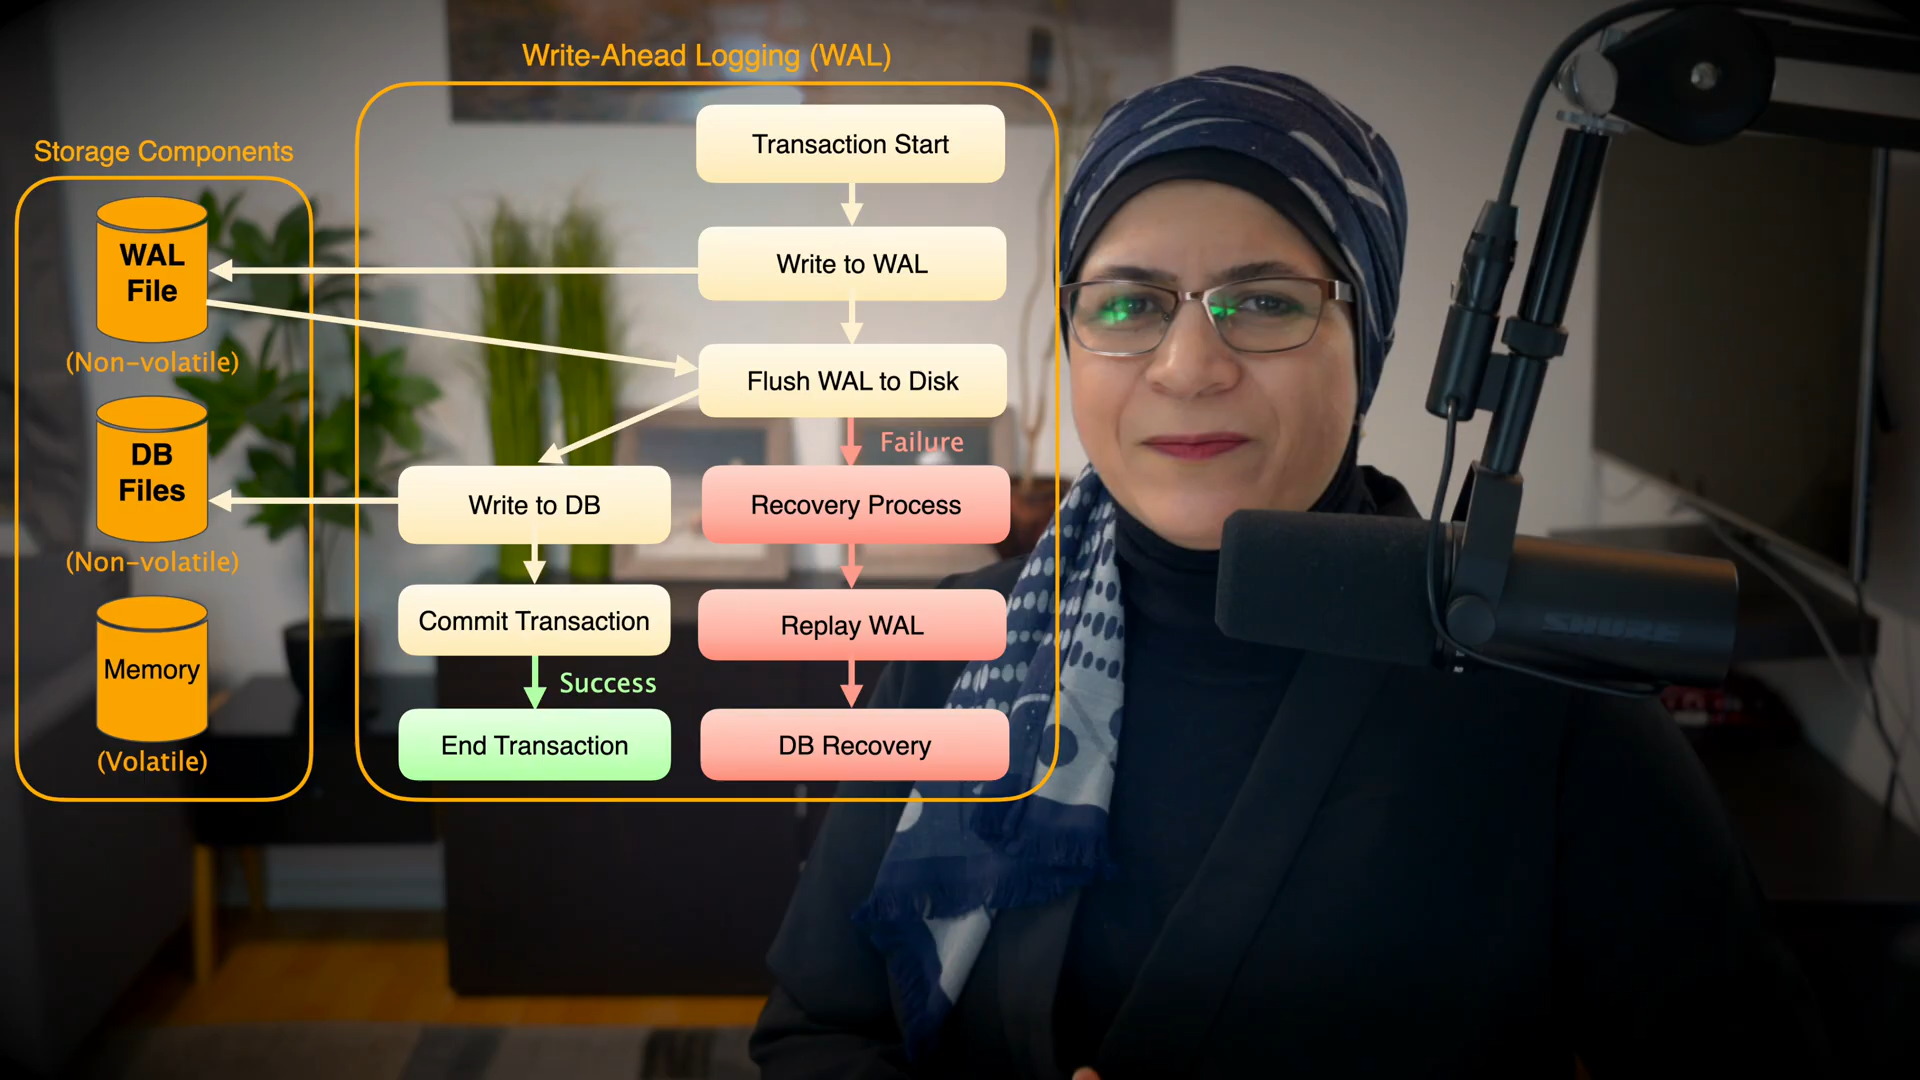 Write-Ahead Logging (WAL)
Storage Components
WAL
File
(Non-volatile)
DB
Files
(Non-volatile)
Memory
(Volatile)
Transaction Start
Write to WAL
Flush WAL to Disk
Failure
Write to DB
Recovery Process
Commit Transaction
Replay WAL
Success
End Transaction
DB Recovery
SHURE